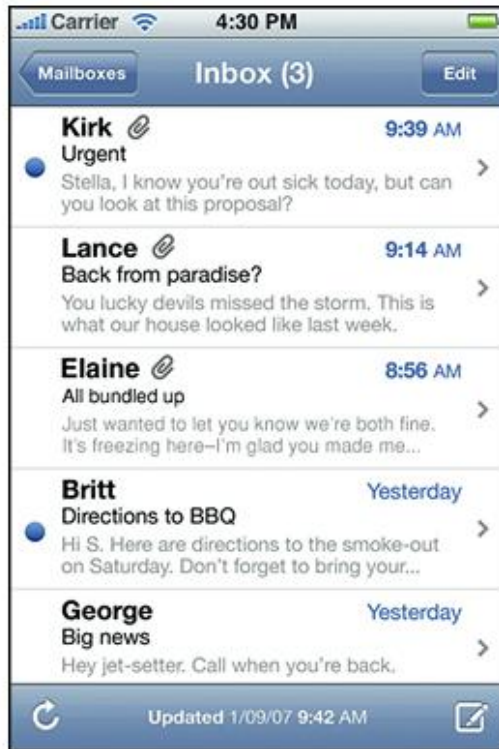 Carrier 4:30 PM
Mailboxes Inbox (3) Edit
Kirk 9:39 AM
Urgent
Stella, I know you're out sick today, but can
you look at this proposal?
Lance 9:14 AM
Back from paradise?
You lucky devils missed the storm. This is
what our house looked like last week.
Elaine 8:56 AM
All bundled up
Just wanted to let you know we're both fine.
It's freezing here–I'm glad you made me...
Britt Yesterday
Directions to BBQ
Hi S. Here are directions to the smoke-out
on Saturday. Don't forget to bring your...
George Yesterday
Big news
Hey jet-setter. Call when you're back.
Updated 1/09/07 9:42 AM